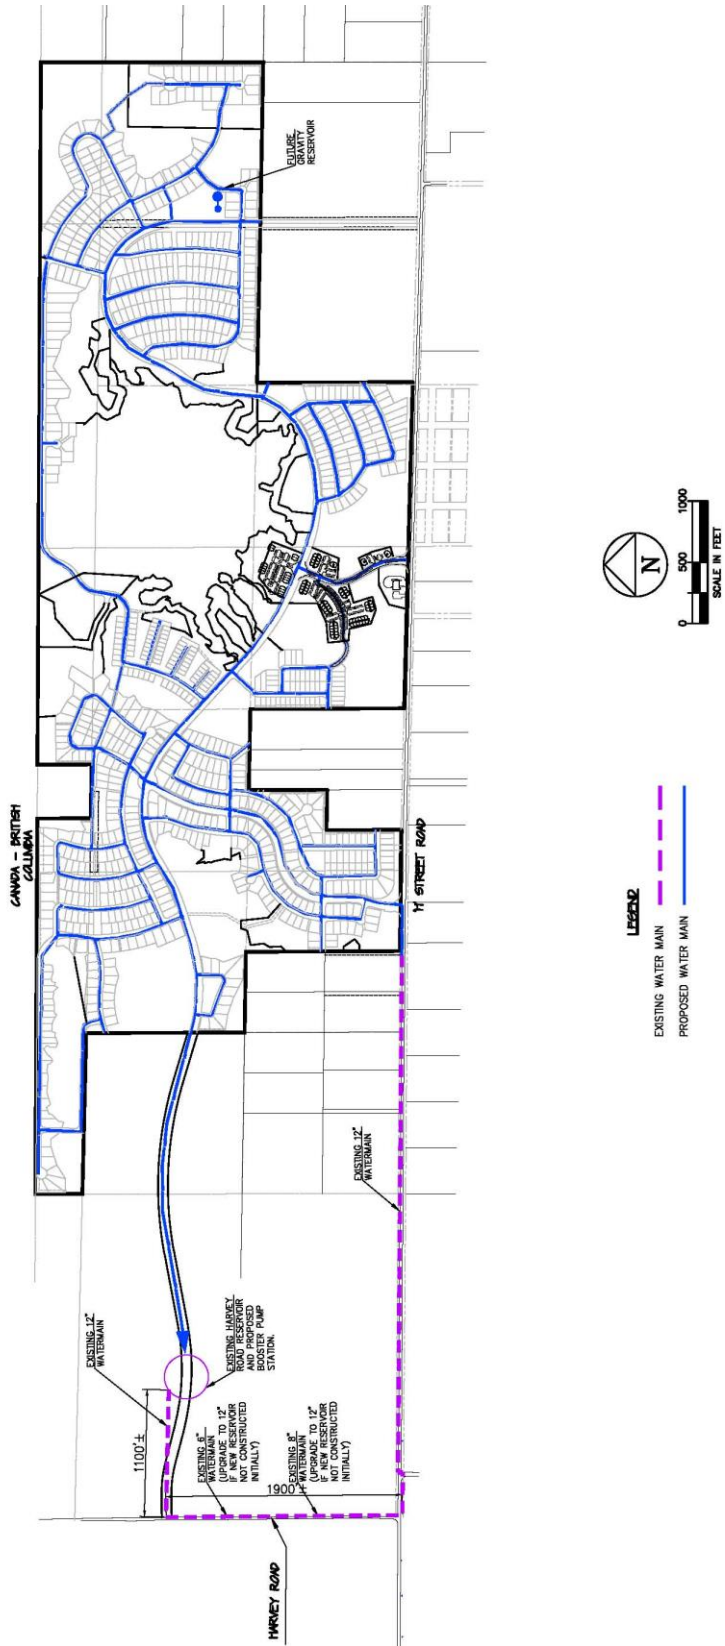 CANADA - BRITISH
COLUMBIA
FUTURE
GRAVITY
RESERVOIR
'H' STREET ROAD
EXISTING 12"
WATERMAIN
EXISTING 12"
WATERMAIN
1100'±
EXISTING HARVEY
ROAD RESERVOIR
AND PROPOSED
BOOSTER PUMP
STATION.
EXISTING 6"
WATERMAIN
(UPGRADE TO 12"
IF NEW RESERVOIR
NOT CONSTRUCTED
INITIALLY)
EXISTING 8"
WATERMAIN
(UPGRADE TO 12"
IF NEW RESERVOIR
NOT CONSTRUCTED
INITIALLY)
1900'±
HARVEY ROAD
LEGEND
EXISTING WATER MAIN
PROPOSED WATER MAIN
N
0 500 1000
SCALE IN FEET